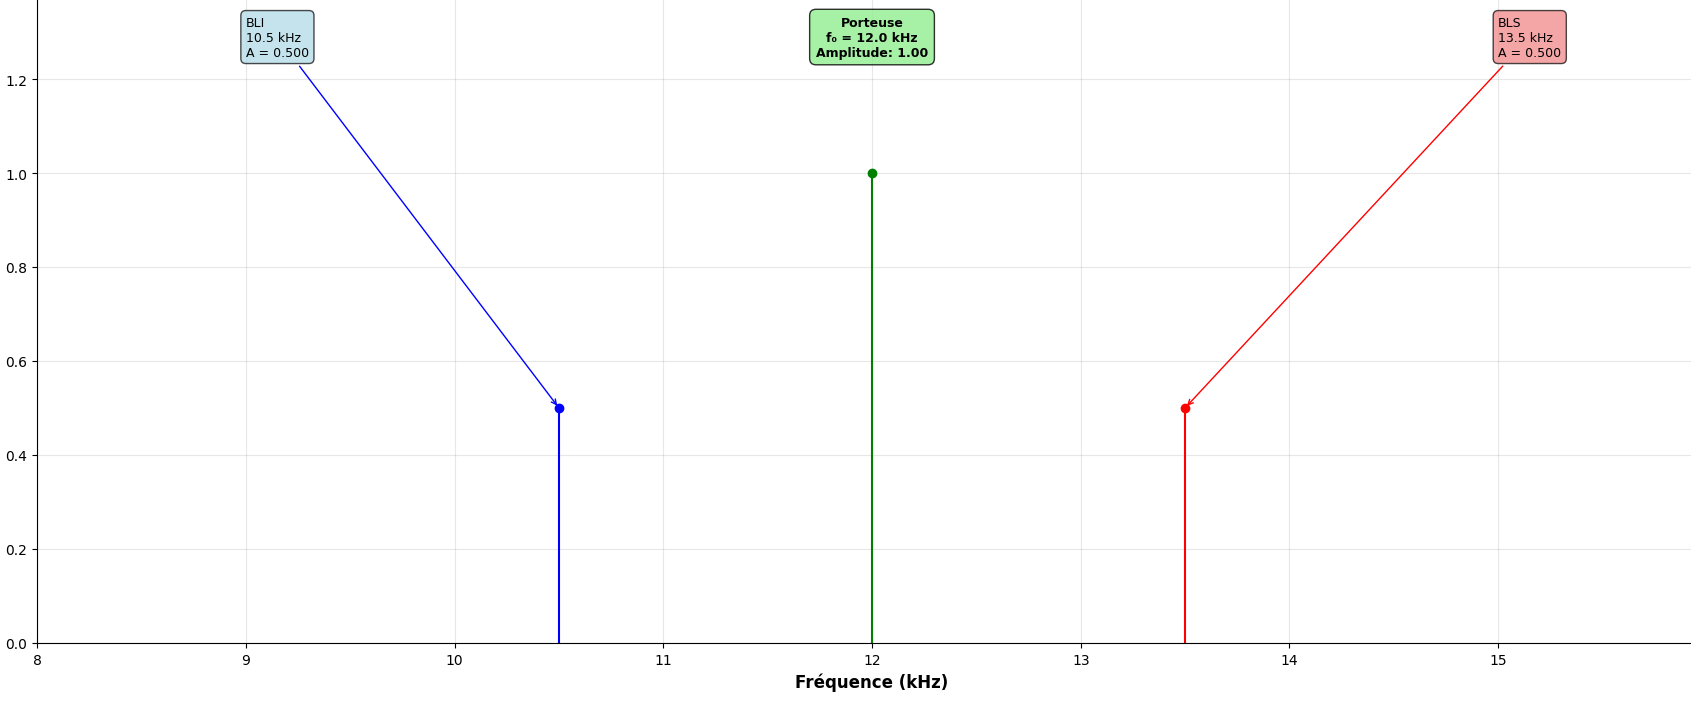 BLI
10.5 kHz
A = 0.500
Porteuse
f₀ = 12.0 kHz
Amplitude: 1.00
BLS
13.5 kHz
A = 0.500
1.2
1.0
0.8
0.6
0.4
0.2
0.0
8 9 10 11 12 13 14 15
Fréquence (kHz)